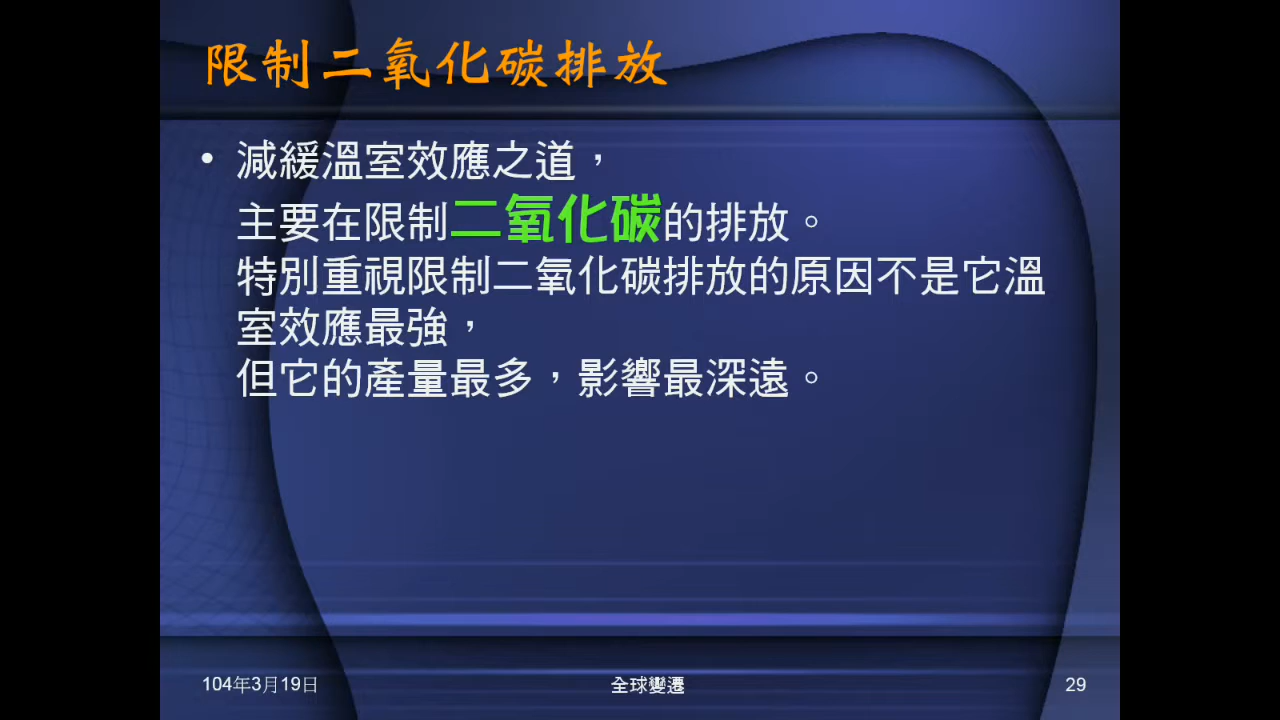 限制二氧化碳排放
• 減緩溫室效應之道，
主要在限制二氧化碳的排放。
特別重視限制二氧化碳排放的原因不是它溫
室效應最強，
但它的產量最多，影響最深遠。
104年3月19日
全球變遷
29